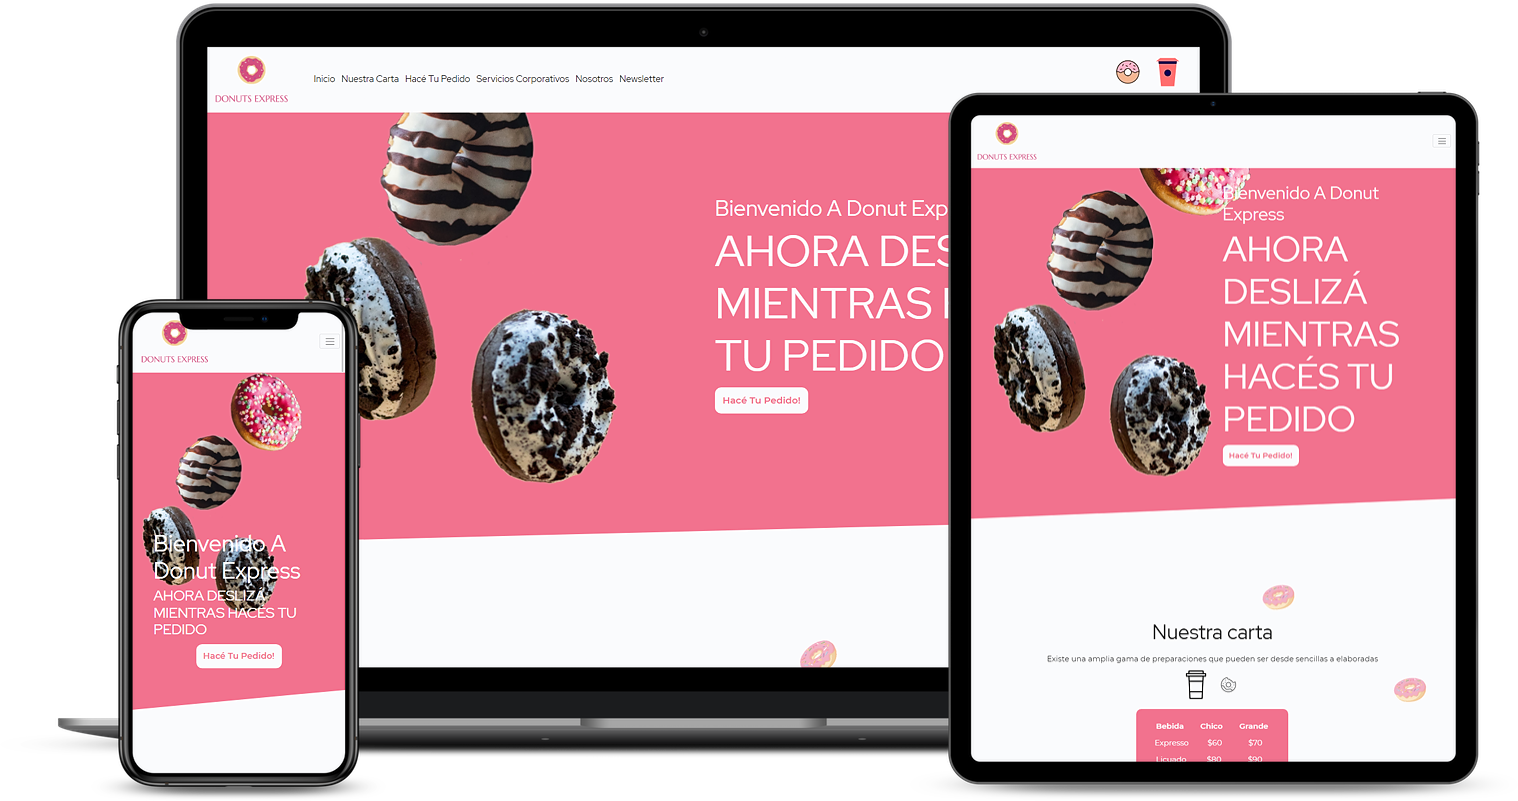 DONUTS EXPRESS
Inicio Nuestra Carta Hacé Tu Pedido Servicios Corporativos Nosotros Newsletter
Bienvenido A Donut Exp
AHORA DES
MIENTRAS
TU PEDIDO
Hacé Tu Pedido!
DONUTS EXPRESS
Bienvenido A
Donut Express
AHORA DESLIZÁ
MIENTRAS HACÉS TU
PEDIDO
Hacé Tu Pedido!
DONUTS EXPRESS
Bienvenido A Donut
Express
AHORA
DESLIZÁ
MIENTRAS
HACÉS TU
PEDIDO
Hacé Tu Pedido!
Nuestra carta
Existe una amplia gama de preparaciones que pueden ser desde sencillas a elaboradas
Bebida Chico Grande
Expresso $60 $70
Licuado $80 $90